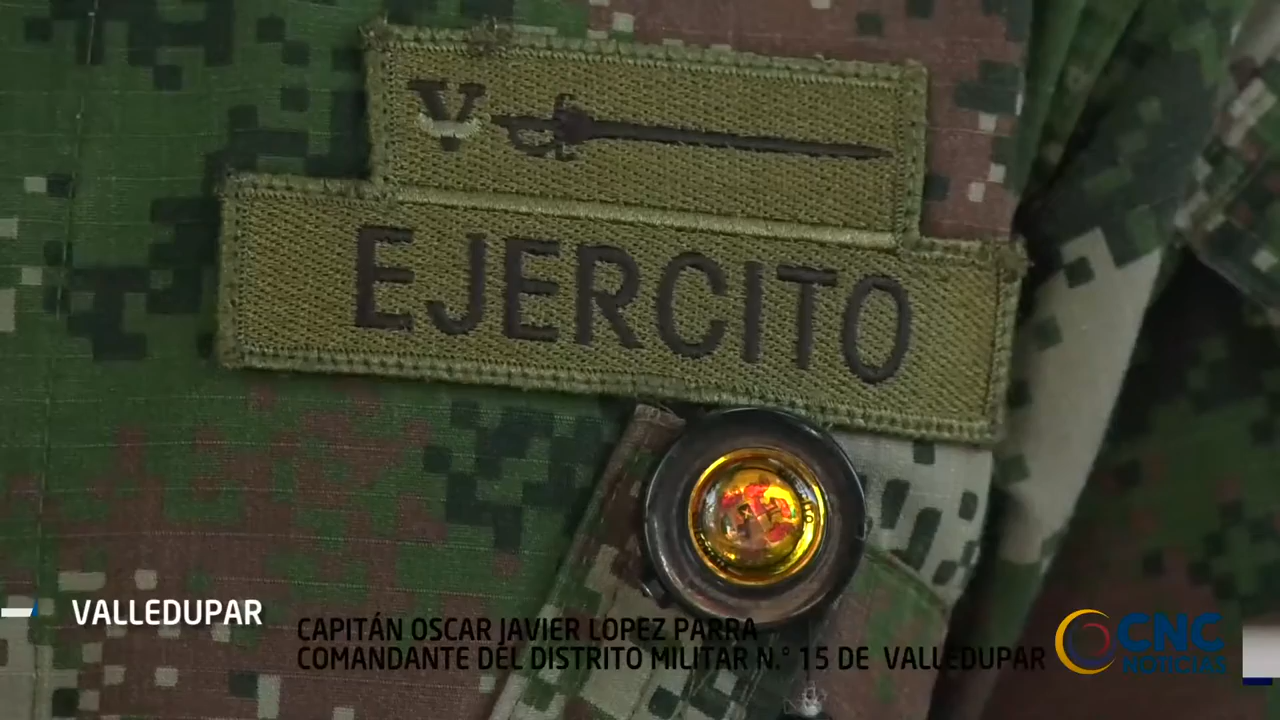 V
EJERCITO
VALLEDUPAR
CAPITÁN OSCAR JAVIER LOPEZ PARRA
COMANDANTE DEL DISTRITO MILITAR N.° 15 DE VALLEDUPAR
CNC
NOTICIAS